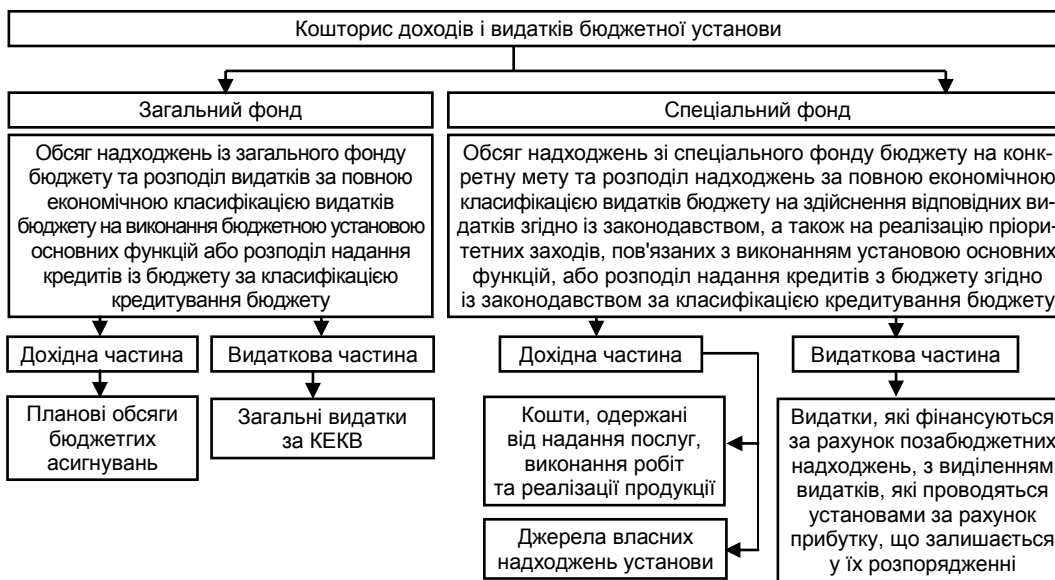 Кошторис доходів і видатків бюджетної установи
Загальний фонд
Спеціальний фонд
Обсяг надходжень із загального фонду
бюджету та розподіл видатків за повною
економічною класифікацією видатків
бюджету на виконання бюджетною установою
основних функцій або розподіл надання
кредитів із бюджету за класифікацією
кредитування бюджету
Обсяг надходжень зі спеціального фонду бюджету на конк-
ретну мету та розподіл надходжень за повною економічною
класифікацією видатків бюджету на здійснення відповідних ви-
датків згідно із законодавством, а також на реалізацію пріори-
тетних заходів, пов'язаних з виконанням установою основних
функцій, або розподіл надання кредитів з бюджету згідно
із законодавством за класифікацією кредитування бюджету
Дохідна частина
Видаткова частина
Дохідна частина
Видаткова частина
Планові обсяги
бюджетгих
асигнувань
Загальні видатки
за КЕКВ
Кошти, одержані
від надання послуг,
виконання робіт
та реалізації продукції
Джерела власних
надходжень установи
Видатки, які фінансуються
за рахунок позабюджетних
надходжень, з виділенням
видатків, які проводяться
установами за рахунок
прибутку, що залишається
у їх розпорядженні